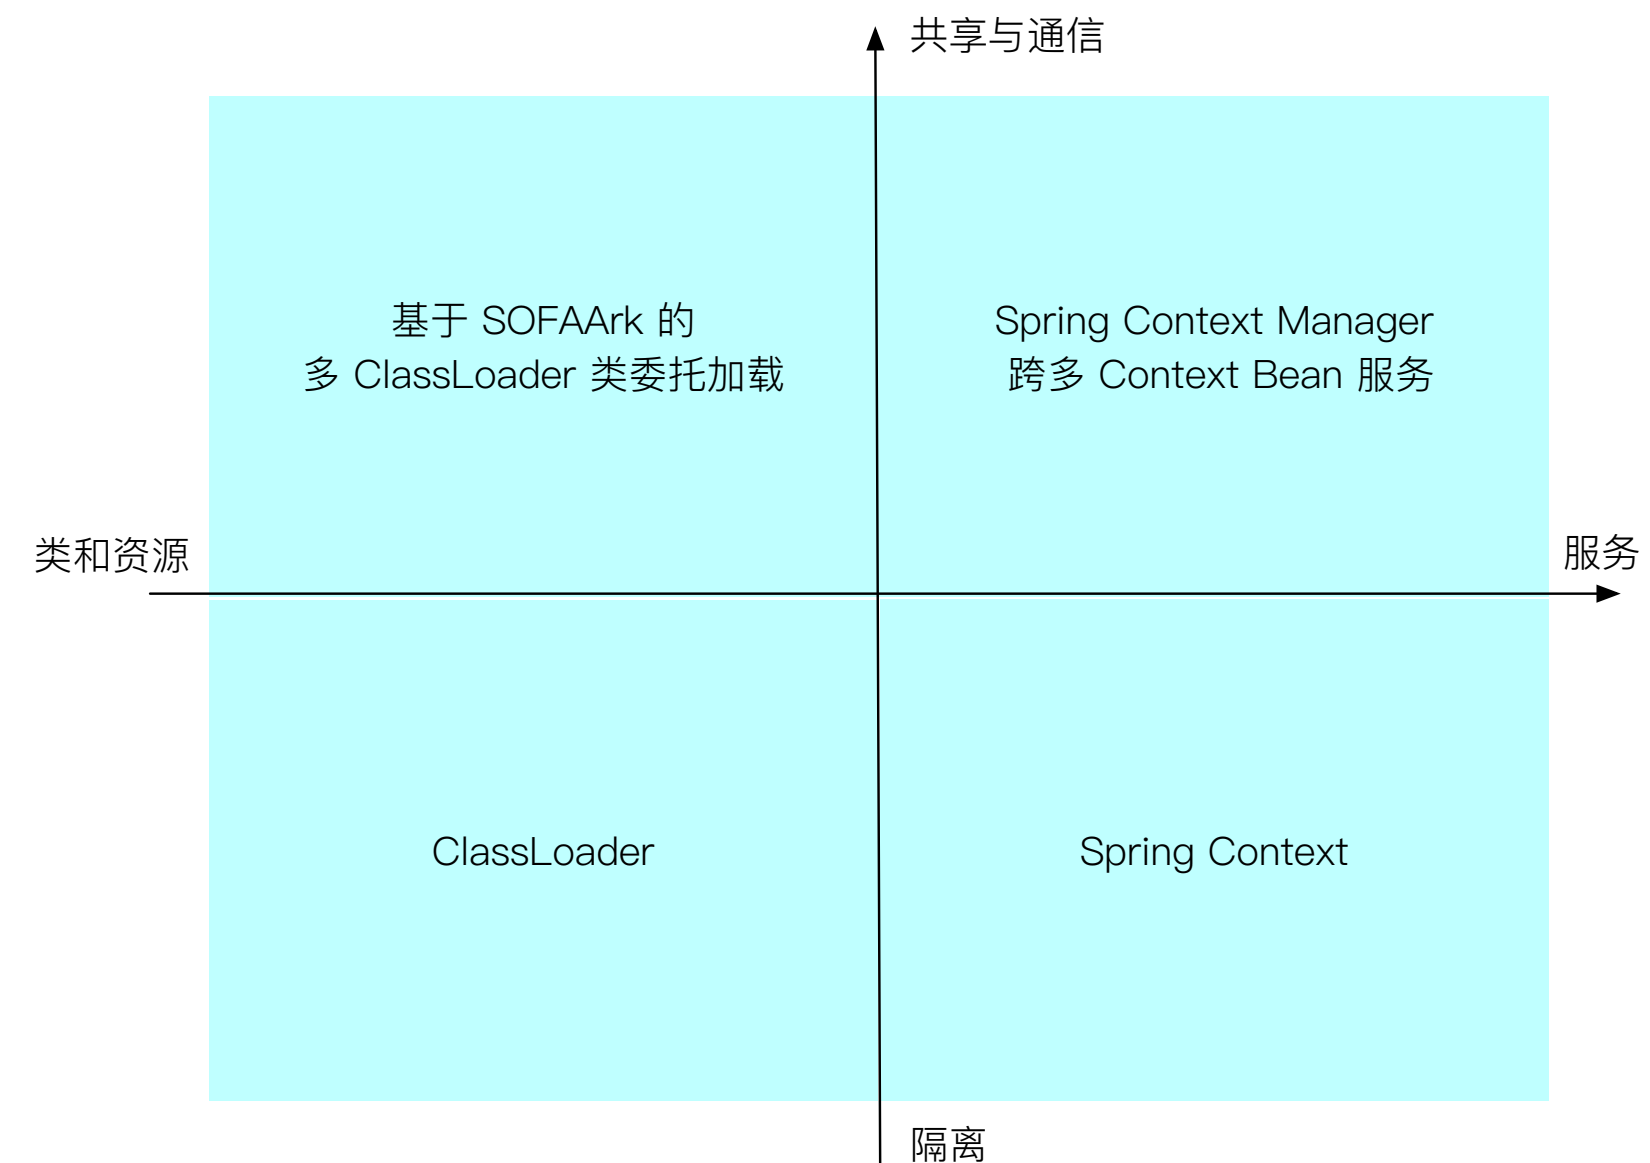 共享与通信
基于 SOFAArk 的
多 ClassLoader 类委托加载
Spring Context Manager
跨多 Context Bean 服务
类和资源
服务
ClassLoader
Spring Context
隔离